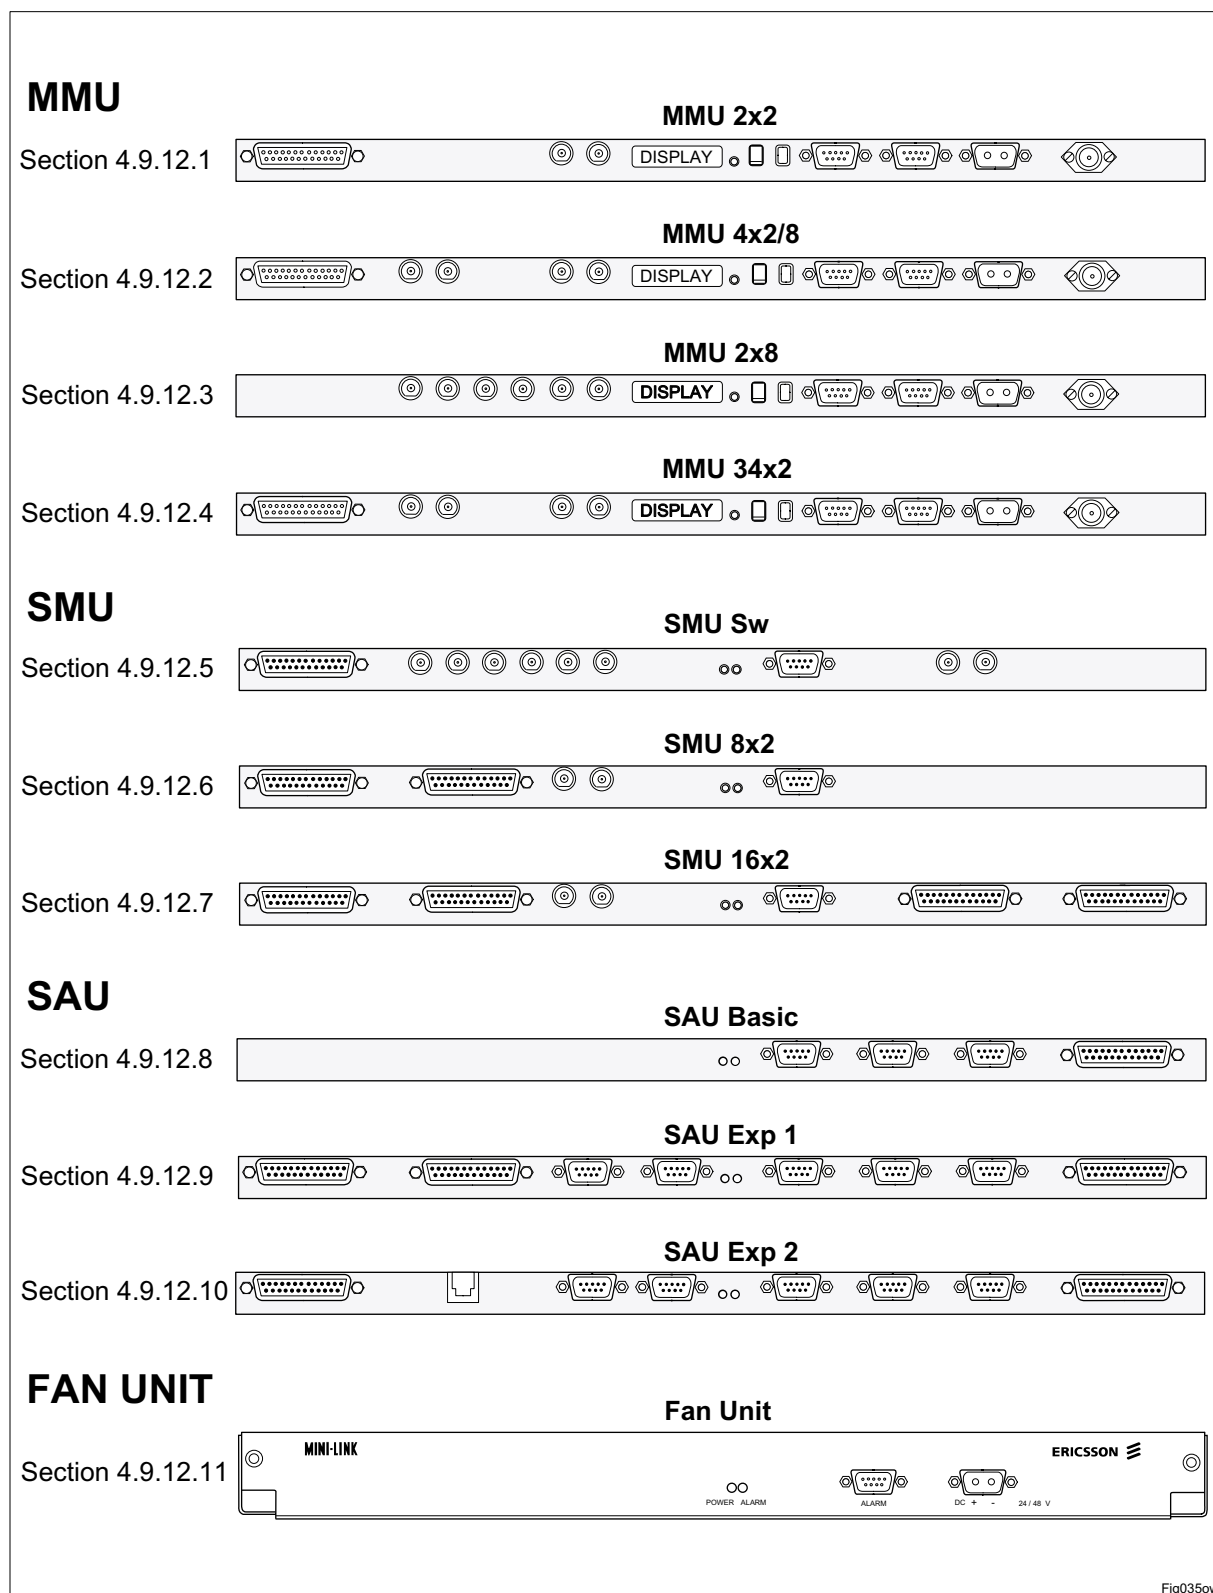 MMU
MMU 2x2
Section 4.9.12.1
DISPLAY
MMU 4x2/8
Section 4.9.12.2
DISPLAY
MMU 2x8
Section 4.9.12.3
DISPLAY
MMU 34x2
Section 4.9.12.4
DISPLAY
SMU
SMU Sw
Section 4.9.12.5
SMU 8x2
Section 4.9.12.6
SMU 16x2
Section 4.9.12.7
SAU
SAU Basic
Section 4.9.12.8
SAU Exp 1
Section 4.9.12.9
SAU Exp 2
Section 4.9.12.10
FAN UNIT
Fan Unit
MINI-LINK
ERICSSON
Section 4.9.12.11
POWER ALARM
ALARM
DC + - 24 / 48 V